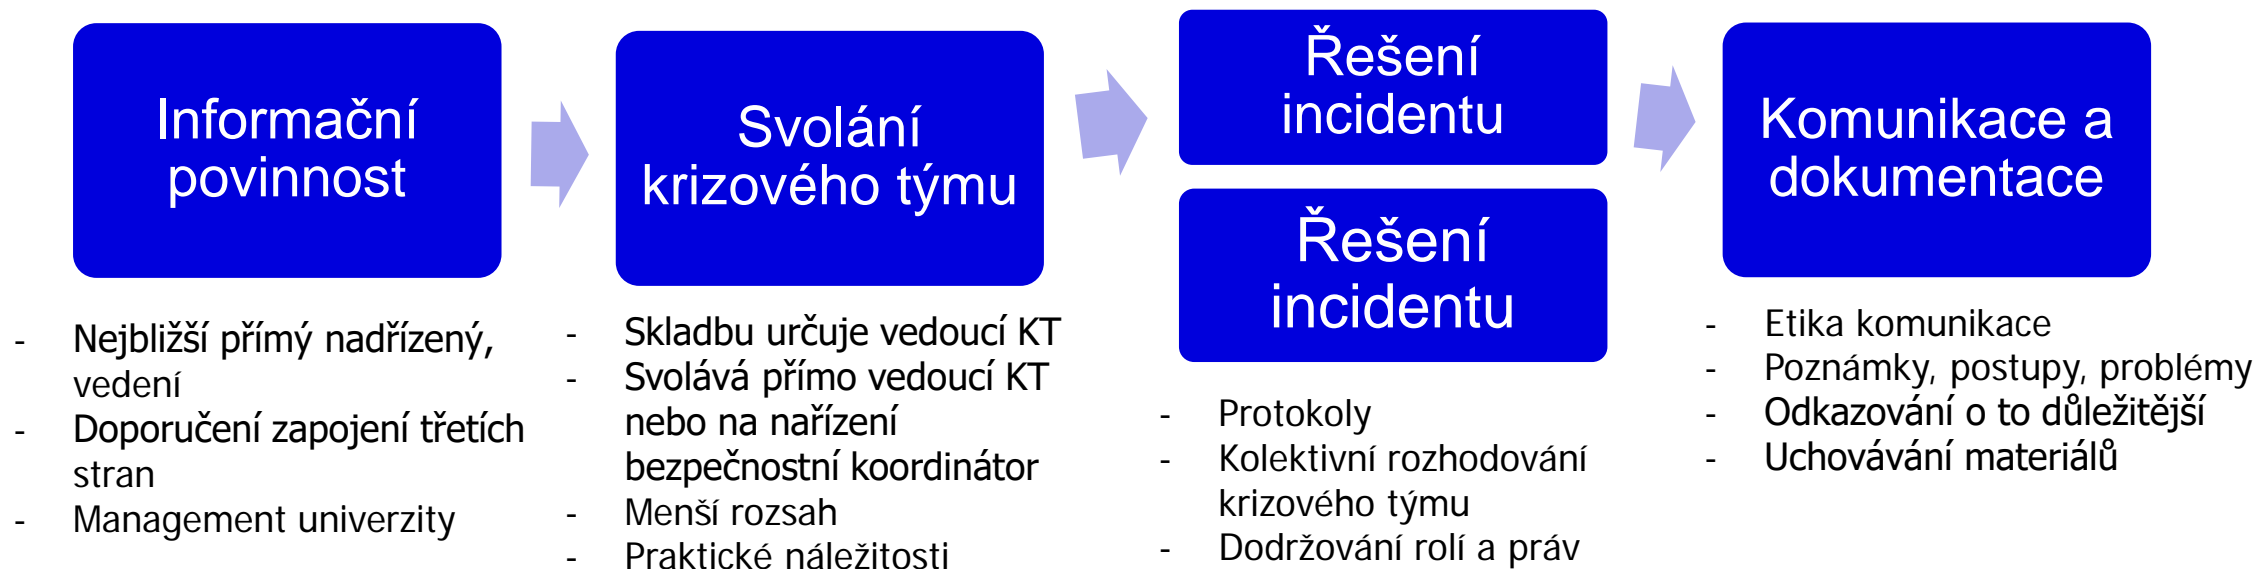 Informační
povinnost
- Nejbližší přímý nadřízený,
vedení
- Doporučení zapojení třetích
stran
- Management univerzity
Svolání
krizového týmu
- Skladbu určuje vedoucí KT
- Svolává přímo vedoucí KT
nebo na nařízení
bezpečnostní koordinátor
- Menší rozsah
- Praktické náležitosti
Řešení
incidentu
Řešení
incidentu
- Protokoly
- Kolektivní rozhodování
krizového týmu
- Dodržování rolí a práv
Komunikace a
dokumentace
- Etika komunikace
- Poznámky, postupy, problémy
- Odkazování o to důležitější
- Uchovávání materiálů